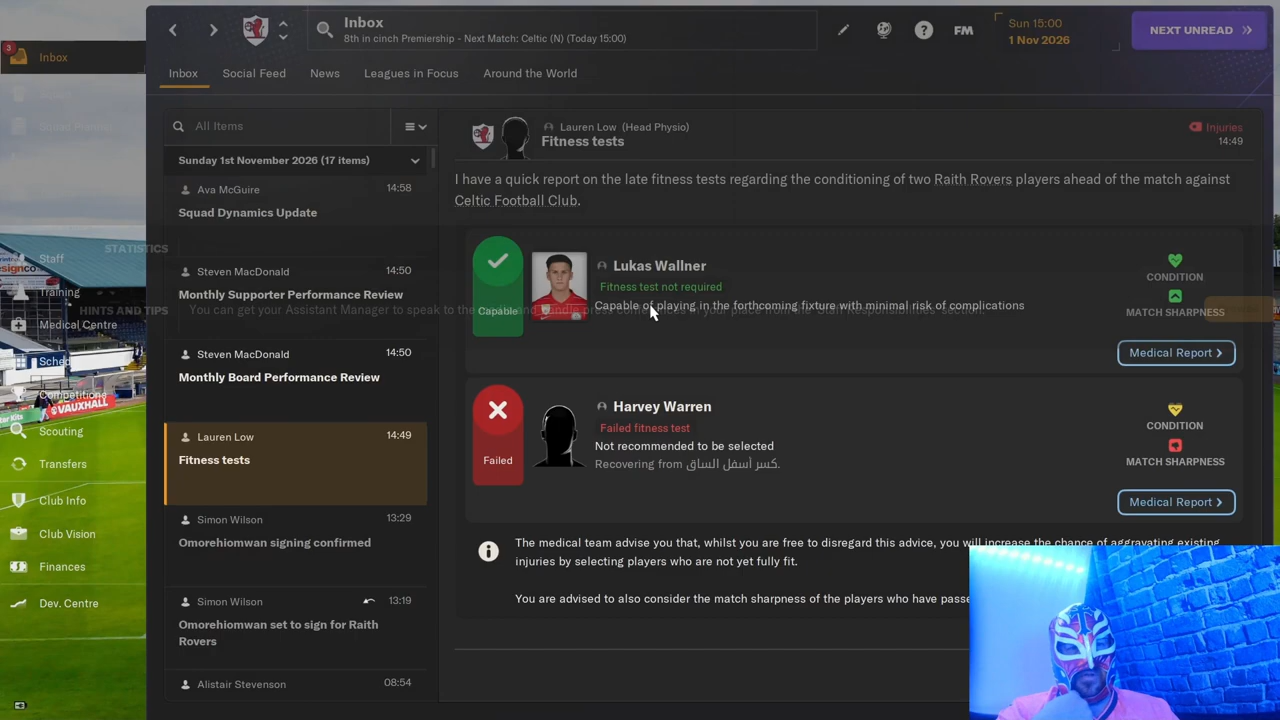 Inbox
8th in cinch Premiership - Next Match: Celtic (N) (Today 15:00)
FM
Sun 15:00
1 Nov 2026
NEXT UNREAD
3
Inbox
Inbox
Social Feed
News
Leagues in Focus
Around the World
All Items
Sunday 1st November 2026 (17 items)
Ava McGuire
14:58
Squad Dynamics Update
Steven MacDonald
14:50
Monthly Supporter Performance Review
Steven MacDonald
14:50
Monthly Board Performance Review
Lauren Low
14:49
Fitness tests
Simon Wilson
13:29
Omorehiomwan signing confirmed
Simon Wilson
13:19
Omorehiomwan set to sign for Raith
Rovers
Alistair Stevenson
08:54
STATISTICS
Staff
Training
HINTS AND TIPS
Medical Centre
Sched
Competitions
Kits
VAUXHALL
Scouting
Transfers
Club Info
Club Vision
Finances
Dev. Centre
Lauren Low (Head Physio)
Fitness tests
Injuries
14:49
I have a quick report on the late fitness tests regarding the conditioning of two Raith Rovers players ahead of the match against
Celtic Football Club.
Capable
Lukas Wallner
Fitness test not required
Capable of playing in the forthcoming fixture with minimal risk of complications
CONDITION
MATCH SHARPNESS
Medical Report
Failed
Harvey Warren
Failed fitness test
Not recommended to be selected
Recovering from كسر أسفل الساق.
CONDITION
MATCH SHARPNESS
Medical Report
The medical team advise you that, whilst you are free to disregard this advice, you will increase the chance of aggravating existing
injuries by selecting players who are not yet fully fit.
You are advised to also consider the match sharpness of the players who have passe